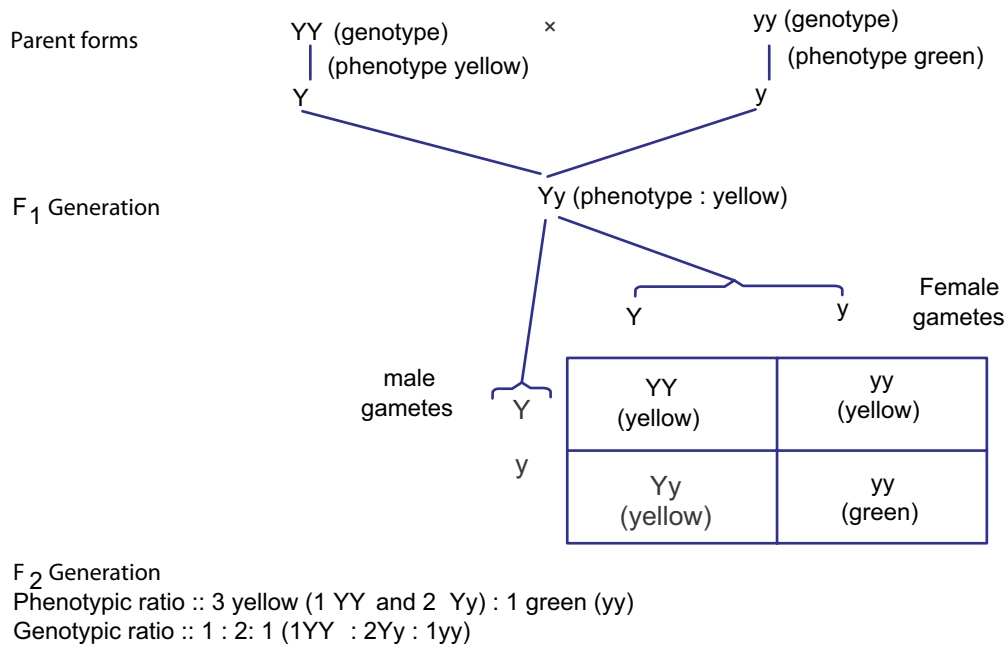 Parent forms
YY (genotype) × yy (genotype)
(phenotype yellow) (phenotype green)
Y y
F1 Generation
Yy (phenotype : yellow)
Female
gametes
Y y
male
gametes
Y
y
YY
(yellow)
yy
(yellow)
Yy
(yellow)
yy
(green)
F2 Generation
Phenotypic ratio :: 3 yellow (1 YY and 2 Yy) : 1 green (yy)
Genotypic ratio :: 1 : 2: 1 (1YY : 2Yy : 1yy)